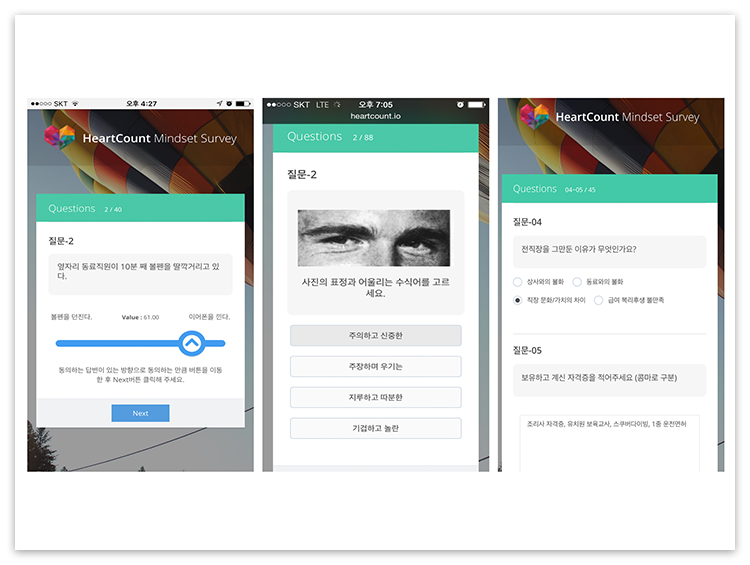 SKT 오후 4:27
HeartCount Mindset Survey
Questions 2 / 40
질문-2
옆자리 동료직원이 10분 째 볼펜을 딸깍거리고 있
다.
볼펜을 던진다. Value : 61.00 이어폰을 낀다.
동의하는 답변이 있는 방향으로 동의하는 만큼 버튼을 이동
한 후 Next버튼 클릭해 주세요.
Next
SKT LTE 오후 7:05
heartcount.io
Questions 2 / 88
질문-2
사진의 표정과 어울리는 수식어를 고르
세요.
주의하고 신중한
주장하며 우기는
지루하고 따분한
기겁하고 놀란
HeartCount Mindset Survey
Questions 04~05 / 45
질문-04
전직장을 그만둔 이유가 무엇인가요?
상사와의 불화 동료와의 불화
직장 문화/가치의 차이 급여 복리후생 불만족
질문-05
보유하고 계신 자격증을 적어주세요 (콤마로 구분)
조리사 자격증, 유치원 보육교사, 스쿠버다이빙, 1종 운전면허